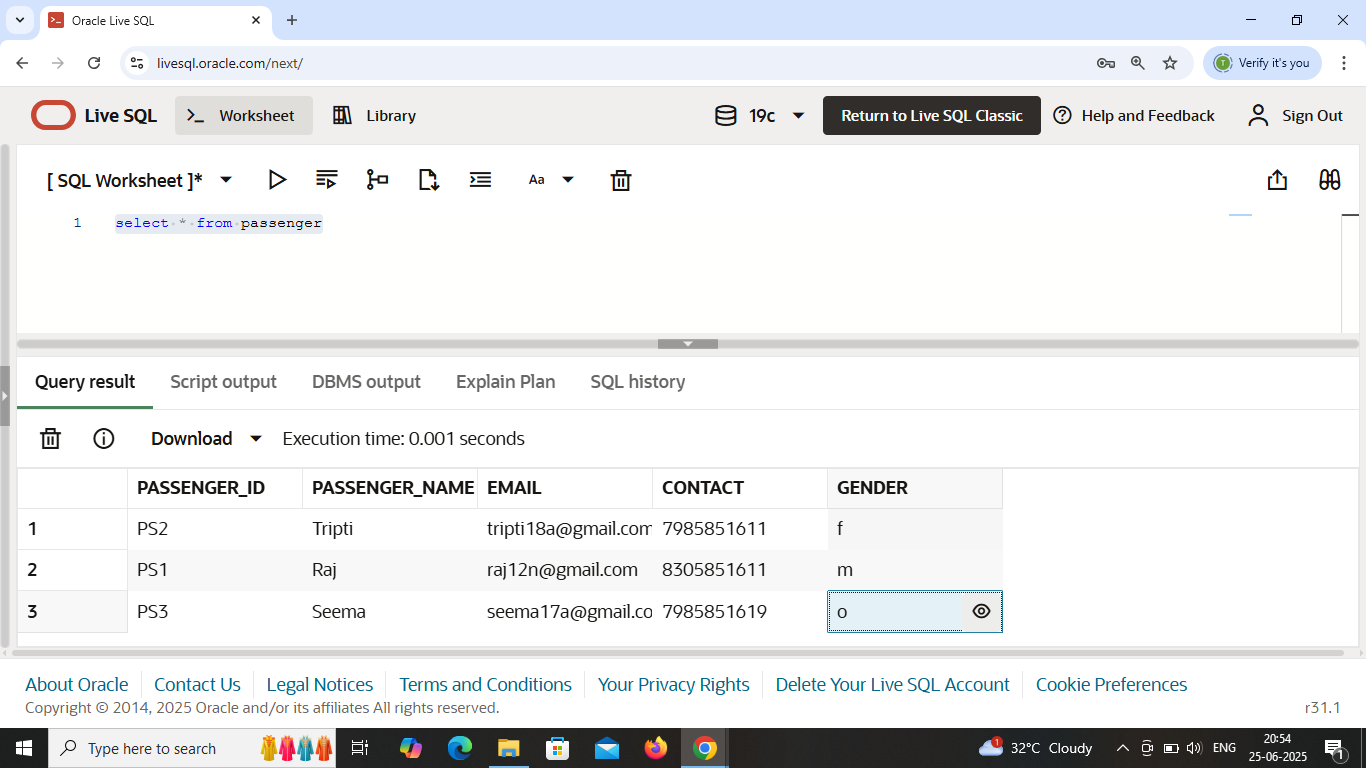 Oracle Live SQL
livesql.oracle.com/next/
Verify it's you
Live SQL
Worksheet
Library
19c
Return to Live SQL Classic
Help and Feedback
Sign Out
[ SQL Worksheet ]*
Aa
1 select * from passenger
Query result Script output DBMS output Explain Plan SQL history
Download Execution time: 0.001 seconds
PASSENGER_ID PASSENGER_NAME EMAIL CONTACT GENDER
1 PS2 Tripti tripti18a@gmail.com 7985851611 f
2 PS1 Raj raj12n@gmail.com 8305851611 m
3 PS3 Seema seema17a@gmail.co 7985851619 o
About Oracle Contact Us Legal Notices Terms and Conditions Your Privacy Rights Delete Your Live SQL Account Cookie Preferences
Copyright © 2014, 2025 Oracle and/or its affiliates All rights reserved. r31.1
Type here to search
1
32°C Cloudy
ENG
20:54
25-06-2025
1